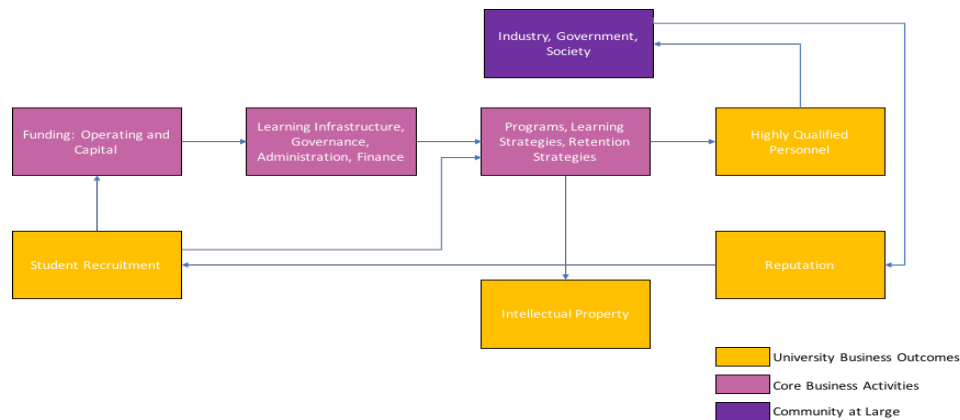 Industry, Government,
Society
Funding: Operating and
Capital
Learning Infrastructure,
Governance,
Administration, Finance
Programs, Learning
Strategies, Retention
Strategies
Highly Qualified
Personnel
Student Recruitment
Reputation
Intellectual Property
University Business Outcomes
Core Business Activities
Community at Large